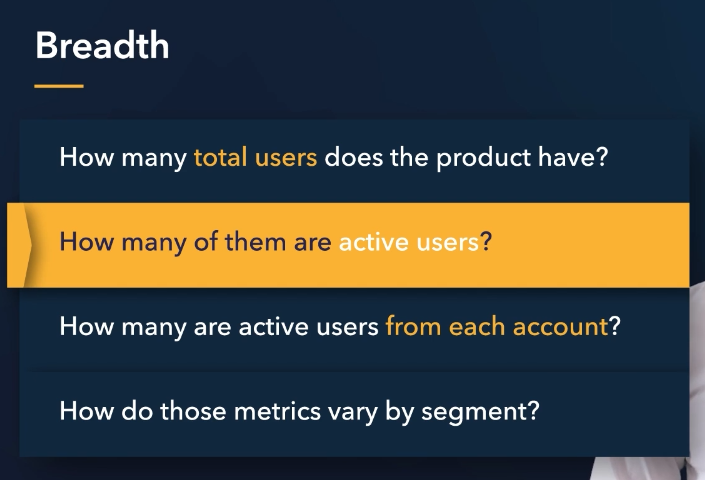 Breadth
How many total users does the product have?
How many of them are active users?
How many are active users from each account?
How do those metrics vary by segment?